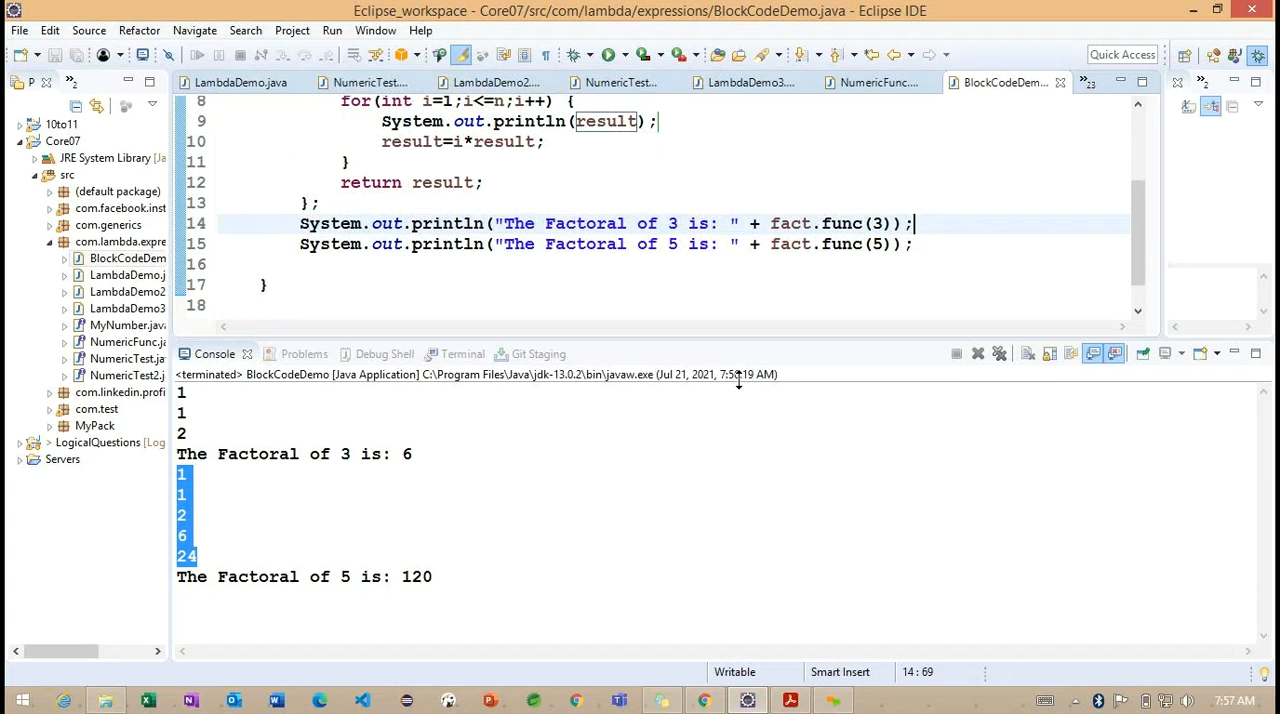 Eclipse_workspace - Core07/src/com/lambda/expressions/BlockCodeDemo.java - Eclipse IDE
File Edit Source Refactor Navigate Search Project Run Window Help
Quick Access
P
2
LambdaDemo.java
NumericTest....
LambdaDemo2....
NumericTest....
LambdaDemo3....
NumericFunc....
BlockCodeDem...
23
2
10to11
Core07
JRE System Library [Ja
src
(default package)
com.facebook.inst
com.generics
com.lambda.expre
BlockCodeDem
LambdaDemo.j
LambdaDemo2
LambdaDemo3
MyNumber.java
NumericFunc.j
NumericTest.j
NumericTest2.j
com.linkedin.profi
com.test
MyPack
> LogicalQuestions [Log
Servers
8 for(int i=1;i<=n;i++) {
9 System.out.println(result);
10 result=i*result;
11 }
12 return result;
13 };
14 System.out.println("The Factoral of 3 is: " + fact.func(3));
15 System.out.println("The Factoral of 5 is: " + fact.func(5));
16
17 }
18
Console Problems Debug Shell Terminal Git Staging
<terminated> BlockCodeDemo [Java Application] C:\Program Files\Java\jdk-13.0.2\bin\javaw.exe (Jul 21, 2021, AM)
1
1
2
The Factoral of 3 is: 6
1
1
2
6
24
The Factoral of 5 is: 120
Writable Smart Insert 14 : 69
7:57 AM